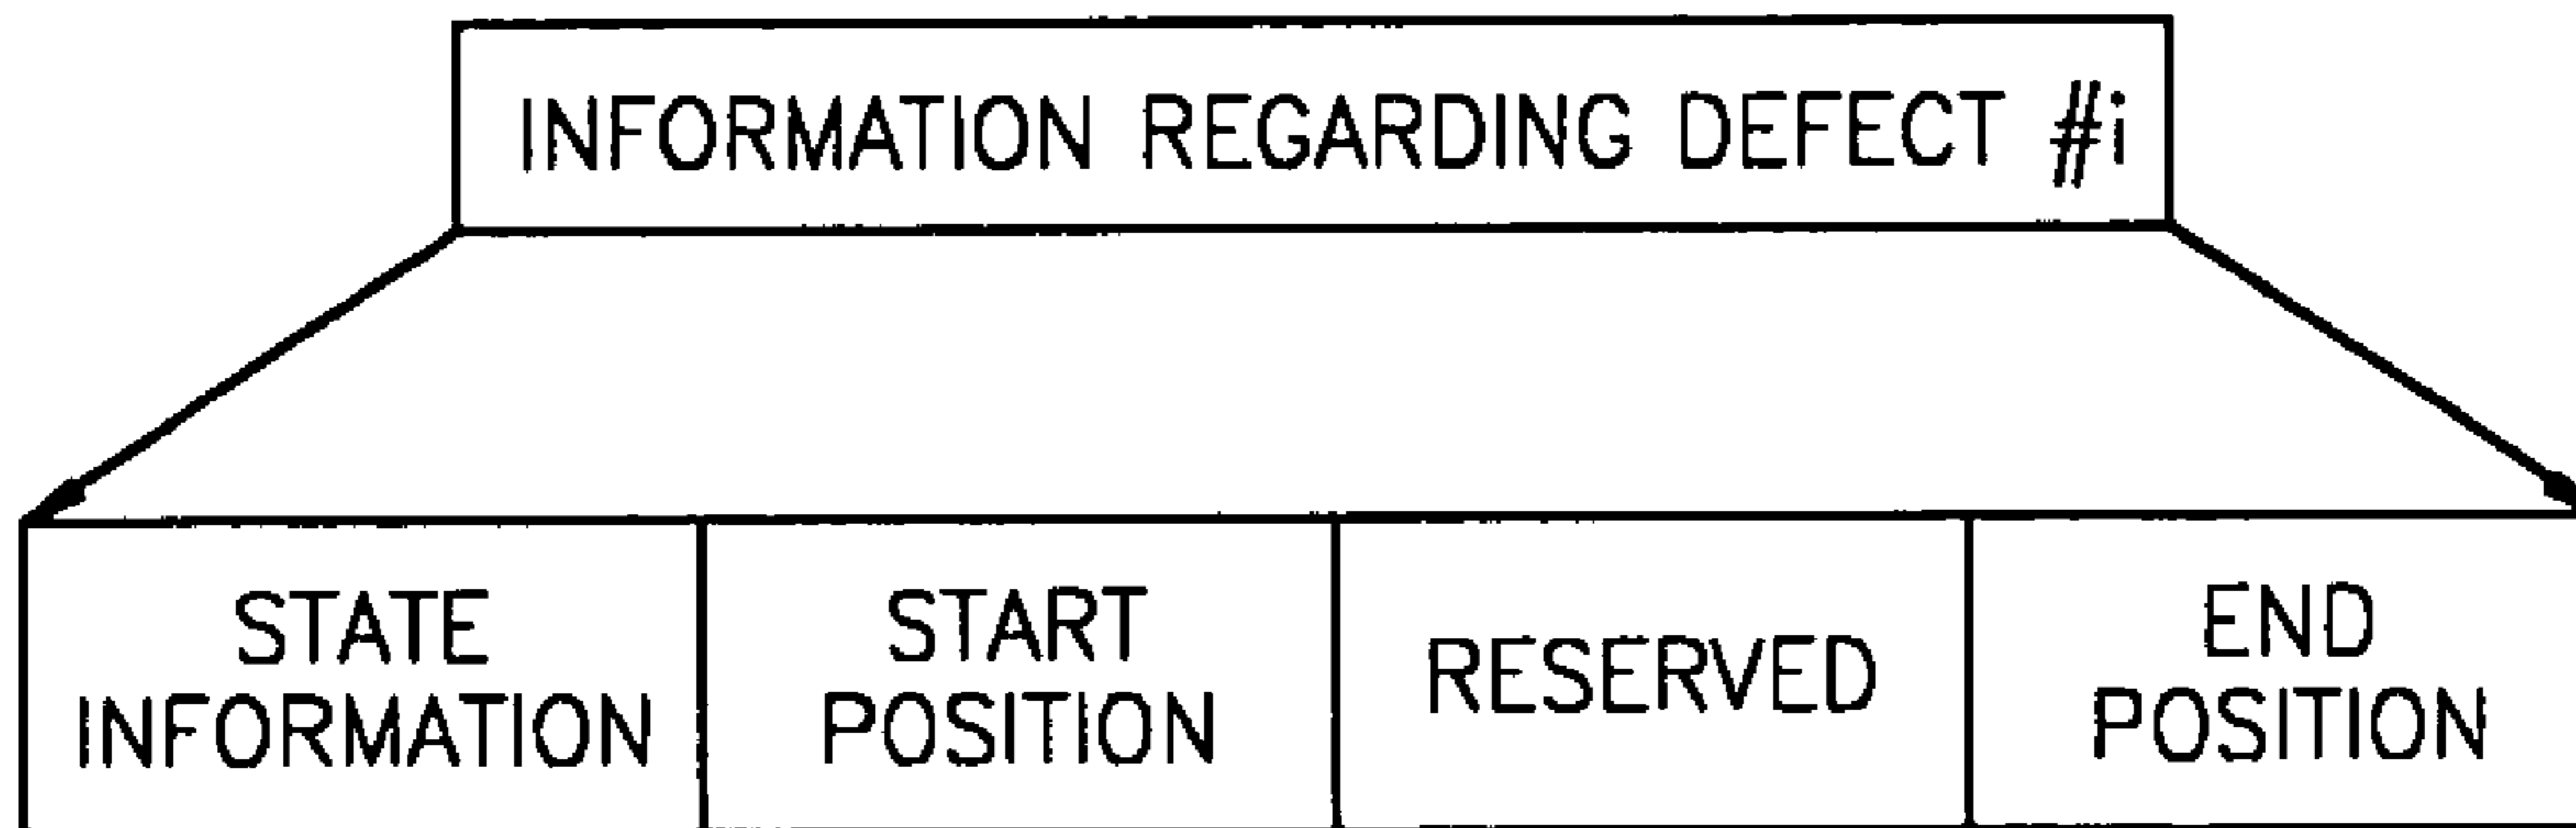 INFORMATION REGARDING DEFECT #i
STATE
INFORMATION
START
POSITION
RESERVED
END
POSITION